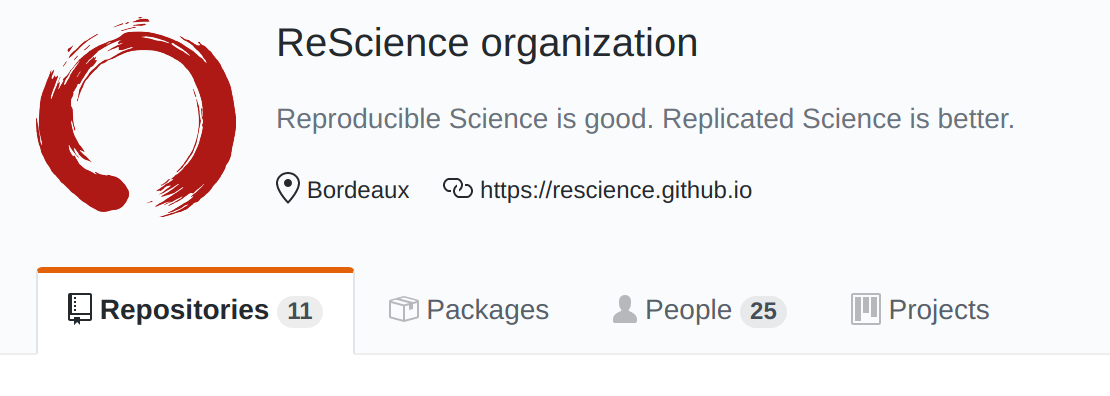 ReScience organization
Reproducible Science is good. Replicated Science is better.
Bordeaux https://rescience.github.io
Repositories 11 Packages People 25 Projects